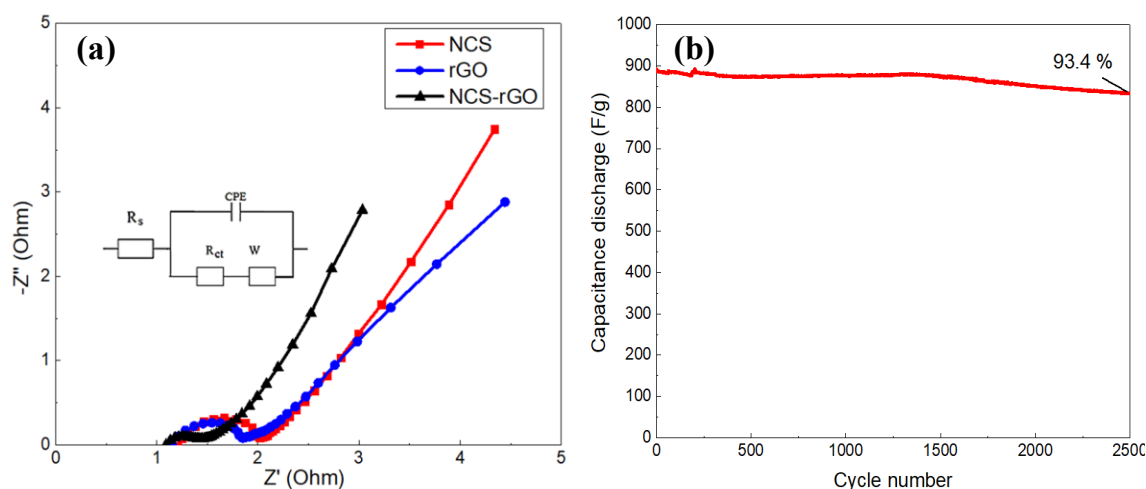 (a)
NCS
rGO
NCS-rGO
CPE
Rs
Rct
W
-Z'' (Ohm)
5
4
3
2
1
0
0 1 2 3 4 5
Z' (Ohm)
(b)
93.4 %
Capacitance discharge (F/g)
1000
900
800
700
600
500
400
300
200
100
0
0 500 1000 1500 2000 2500
Cycle number